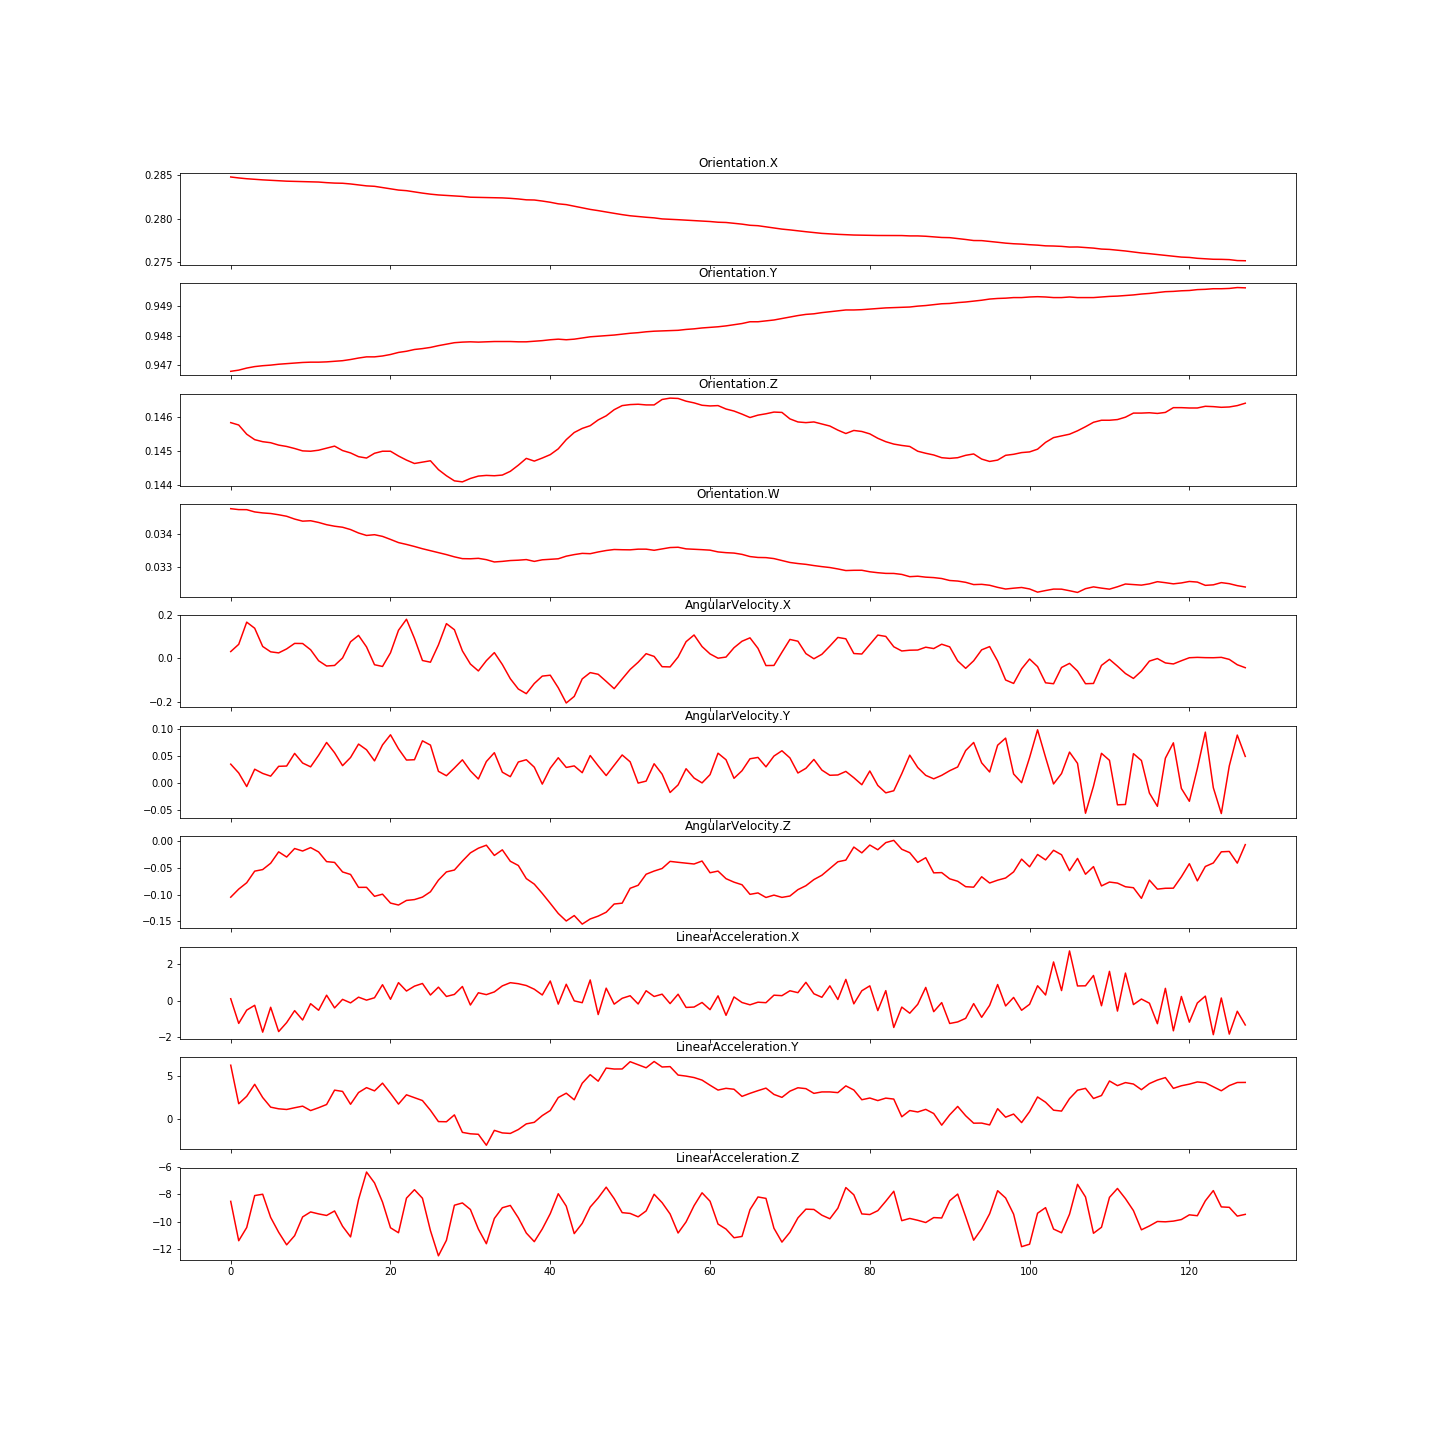 Orientation.X
0.285
0.280
0.275
Orientation.Y
0.949
0.948
0.947
Orientation.Z
0.146
0.145
0.144
Orientation.W
0.034
0.033
AngularVelocity.X
0.2
0.0
−0.2
AngularVelocity.Y
0.10
0.05
0.00
−0.05
AngularVelocity.Z
0.00
−0.05
−0.10
−0.15
LinearAcceleration.X
2
0
−2
LinearAcceleration.Y
5
0
LinearAcceleration.Z
−6
−8
−10
−12
0 20 40 60 80 100 120